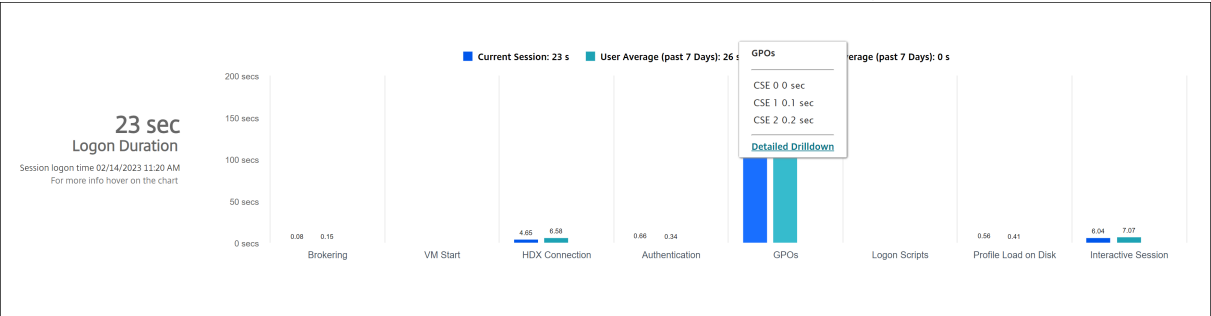 Current Session: 23 s User Average (past 7 Days): 26 s erage (past 7 Days): 0 s
GPOs
CSE 0 0 sec
CSE 1 0.1 sec
CSE 2 0.2 sec
Detailed Drilldown
23 sec
Logon Duration
Session logon time 02/14/2023 11:20 AM
For more info hover on the chart
200 secs
150 secs
100 secs
50 secs
0 secs
0.08 0.15
4.65 6.58
0.66 0.34
0.56 0.41
6.04 7.07
Brokering VM Start HDX Connection Authentication GPOs Logon Scripts Profile Load on Disk Interactive Session